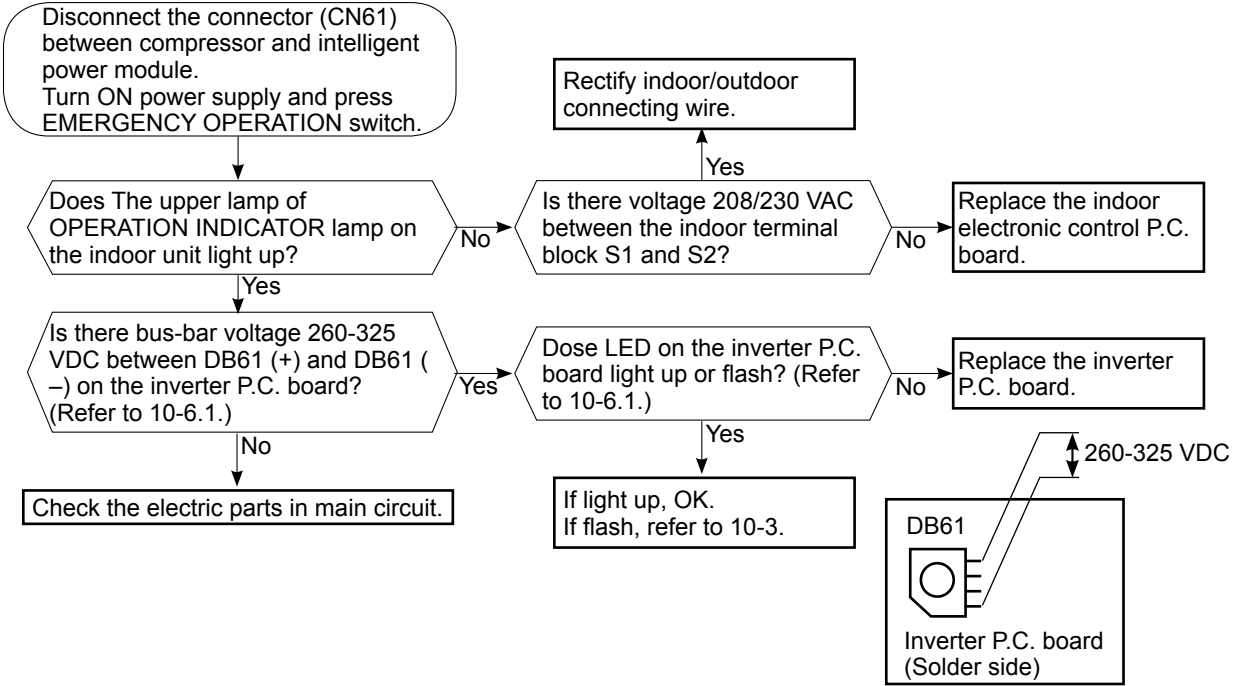 Disconnect the connector (CN61)
between compressor and intelligent
power module.
Turn ON power supply and press
EMERGENCY OPERATION switch.
Rectify indoor/outdoor
connecting wire.
Yes
Does The upper lamp of
OPERATION INDICATOR lamp on
the indoor unit light up?
No
Is there voltage 208/230 VAC
between the indoor terminal
block S1 and S2?
No
Replace the indoor
electronic control P.C.
board.
Yes
Is there bus-bar voltage 260-325
VDC between DB61 (+) and DB61 (
–) on the inverter P.C. board?
(Refer to 10-6.1.)
Yes
Dose LED on the inverter P.C.
board light up or flash? (Refer
to 10-6.1.)
No
Replace the inverter
P.C. board.
No
Check the electric parts in main circuit.
Yes
If light up, OK.
If flash, refer to 10-3.
260-325 VDC
DB61
Inverter P.C. board
(Solder side)